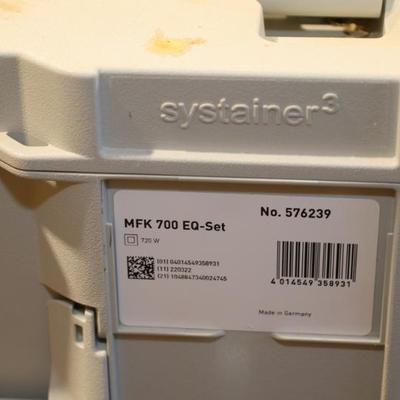 systainer³
MFK 700 EQ-Set
No. 576239
720 W
(01) 04014549358931
(11) 220322
(21) 1048847340024745
4 014549 358931
Made in Germany